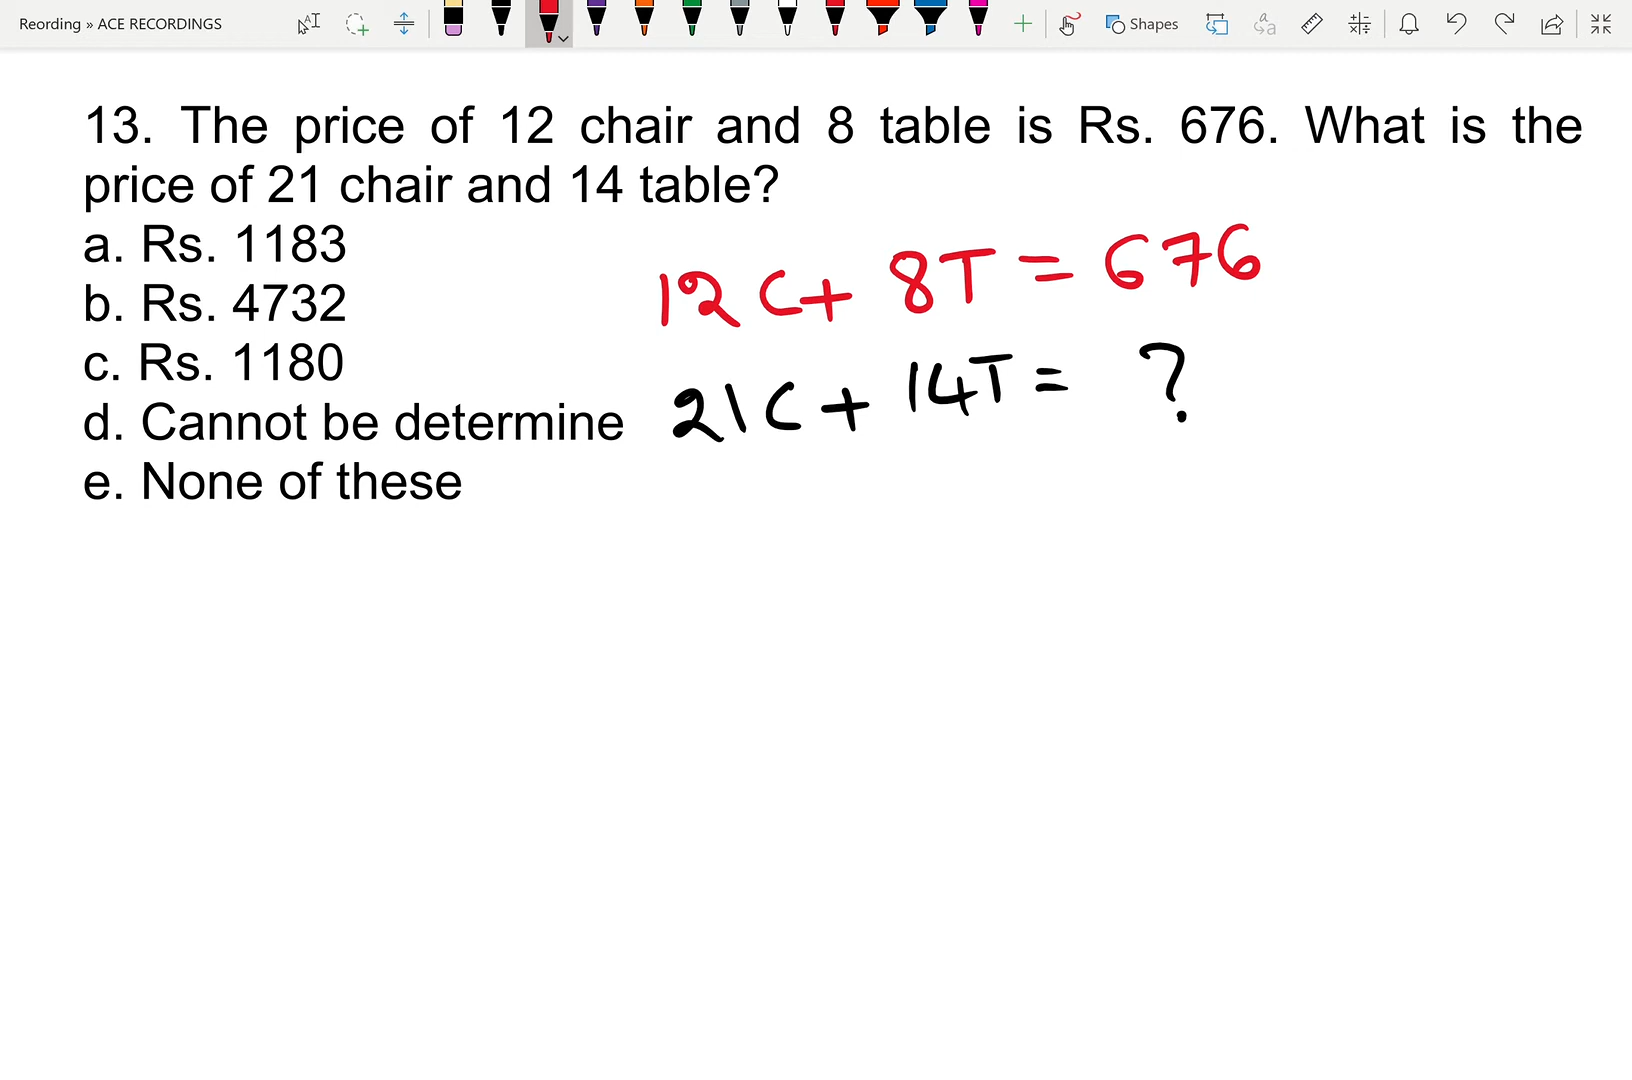 Reording » ACE RECORDINGS
Shapes
13. The price of 12 chair and 8 table is Rs. 676. What is the
price of 21 chair and 14 table?
a. Rs. 1183
b. Rs. 4732
c. Rs. 1180
d. Cannot be determine
e. None of these
12C + 8T = 676
21C + 14T = ?